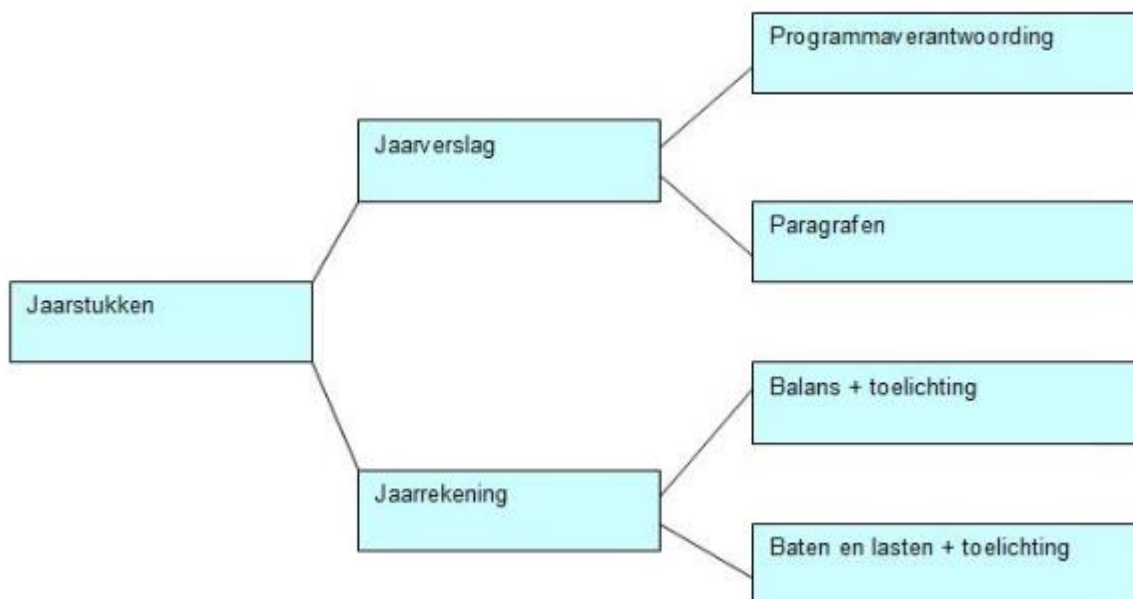 Programmaverantwoording
Jaarverslag
Paragrafen
Jaarstukken
Balans + toelichting
Jaarrekening
Baten en lasten + toelichting